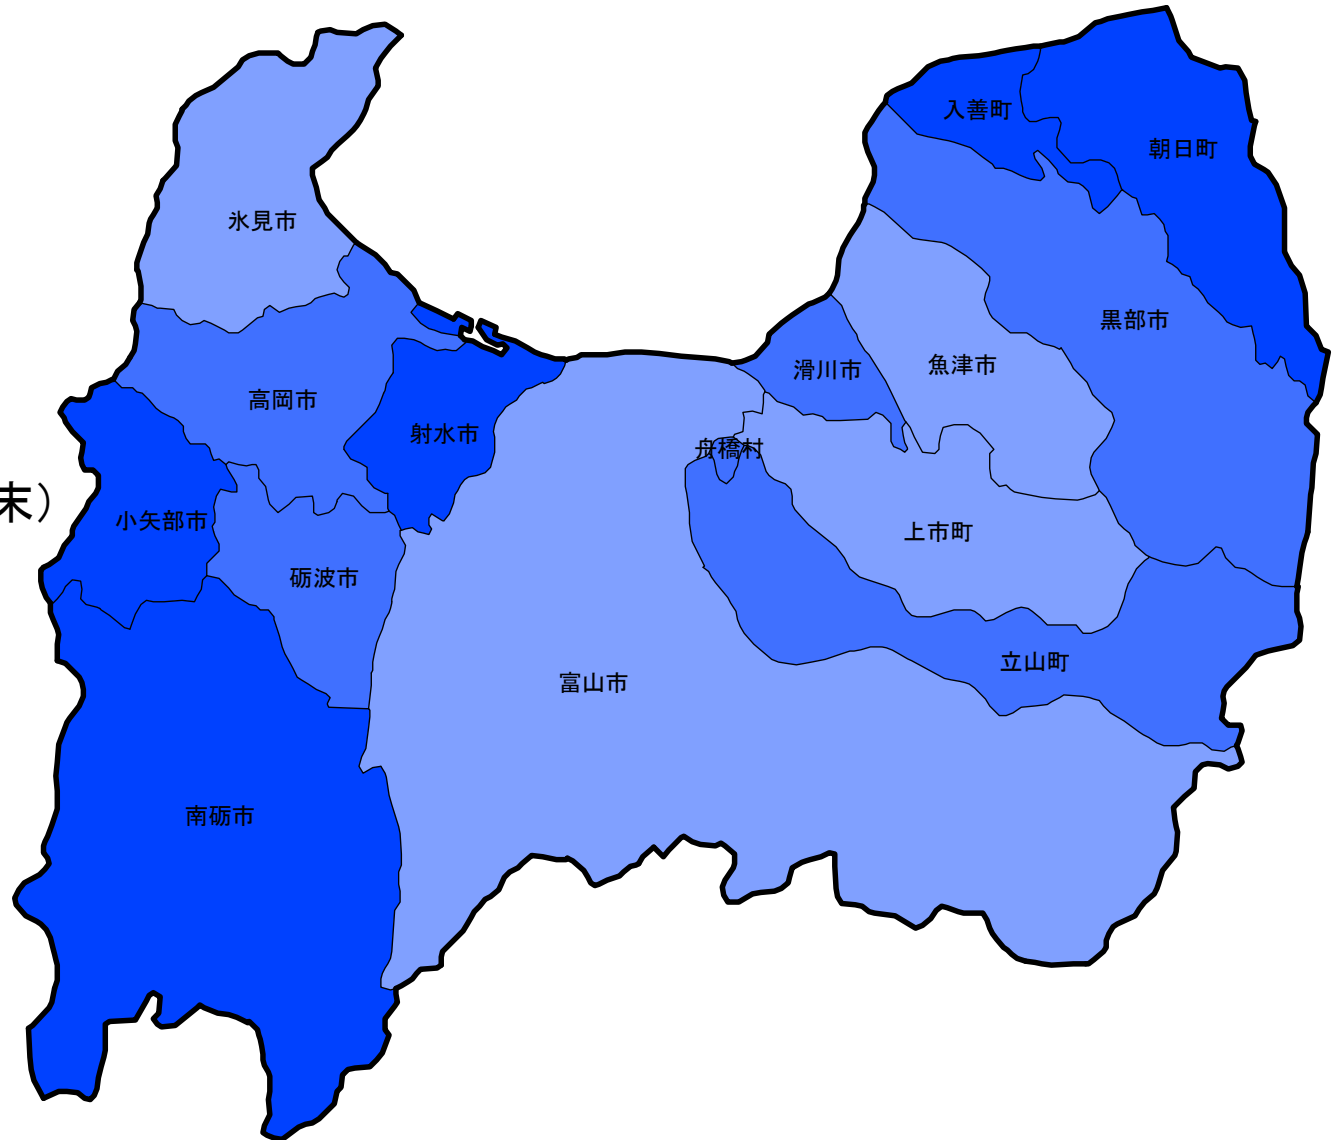 入善町
朝日町
氷見市
黒部市
魚津市
滑川市
高岡市
射水市
舟橋村
末）
小矢部市
上市町
砺波市
立山町
富山市
南砺市